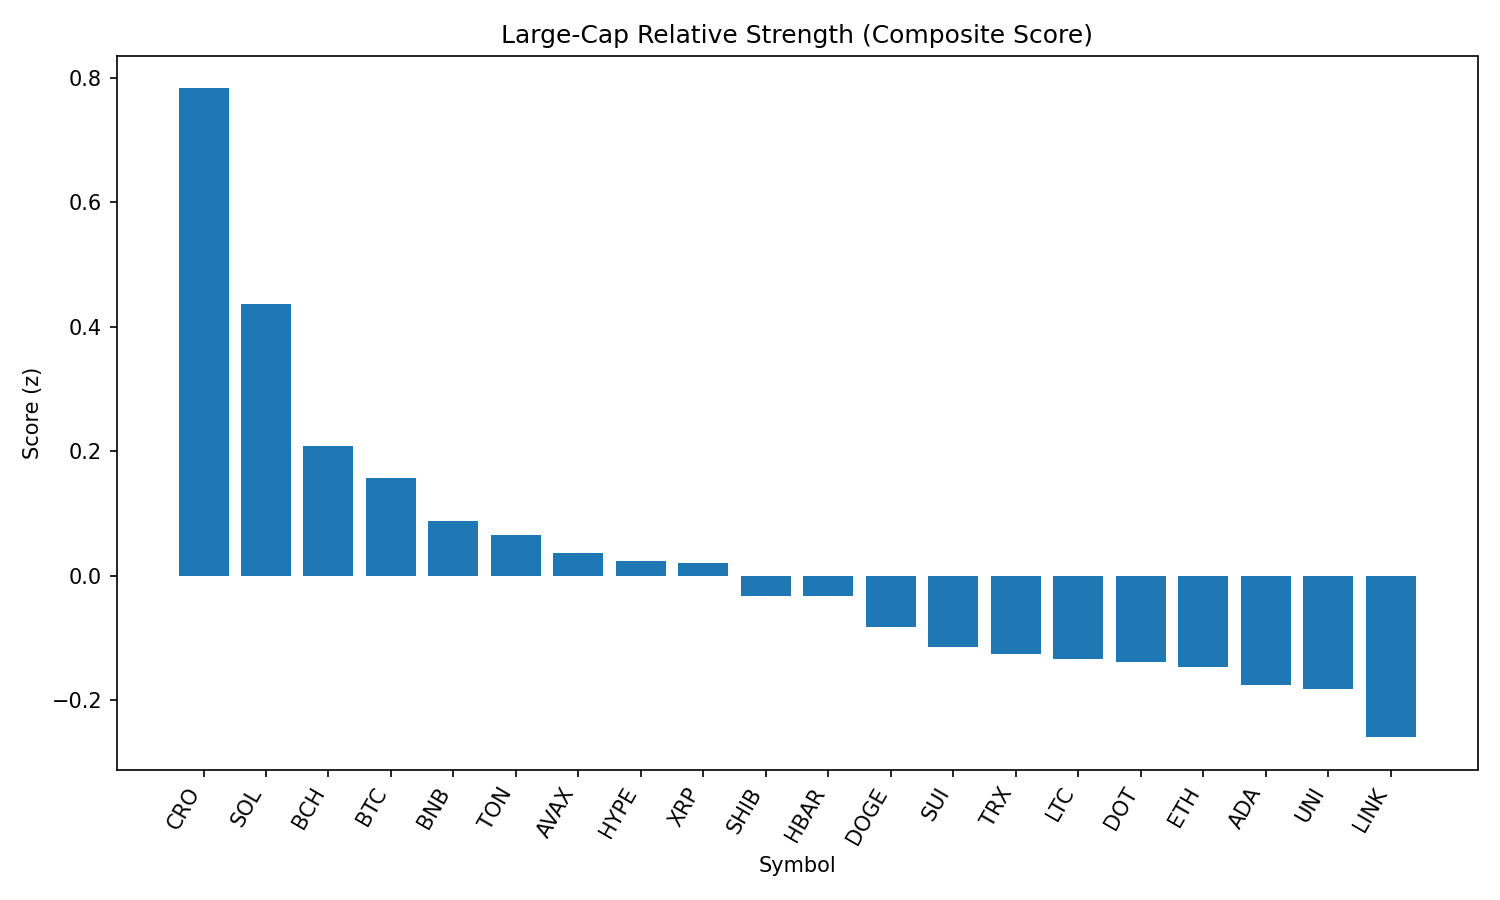 Large-Cap Relative Strength (Composite Score)
Score (z)
0.8
0.6
0.4
0.2
0.0
−0.2
CRO
SOL
BCH
BTC
BNB
TON
AVAX
HYPE
XRP
SHIB
HBAR
DOGE
SUI
TRX
LTC
DOT
ETH
ADA
UNI
LINK
Symbol